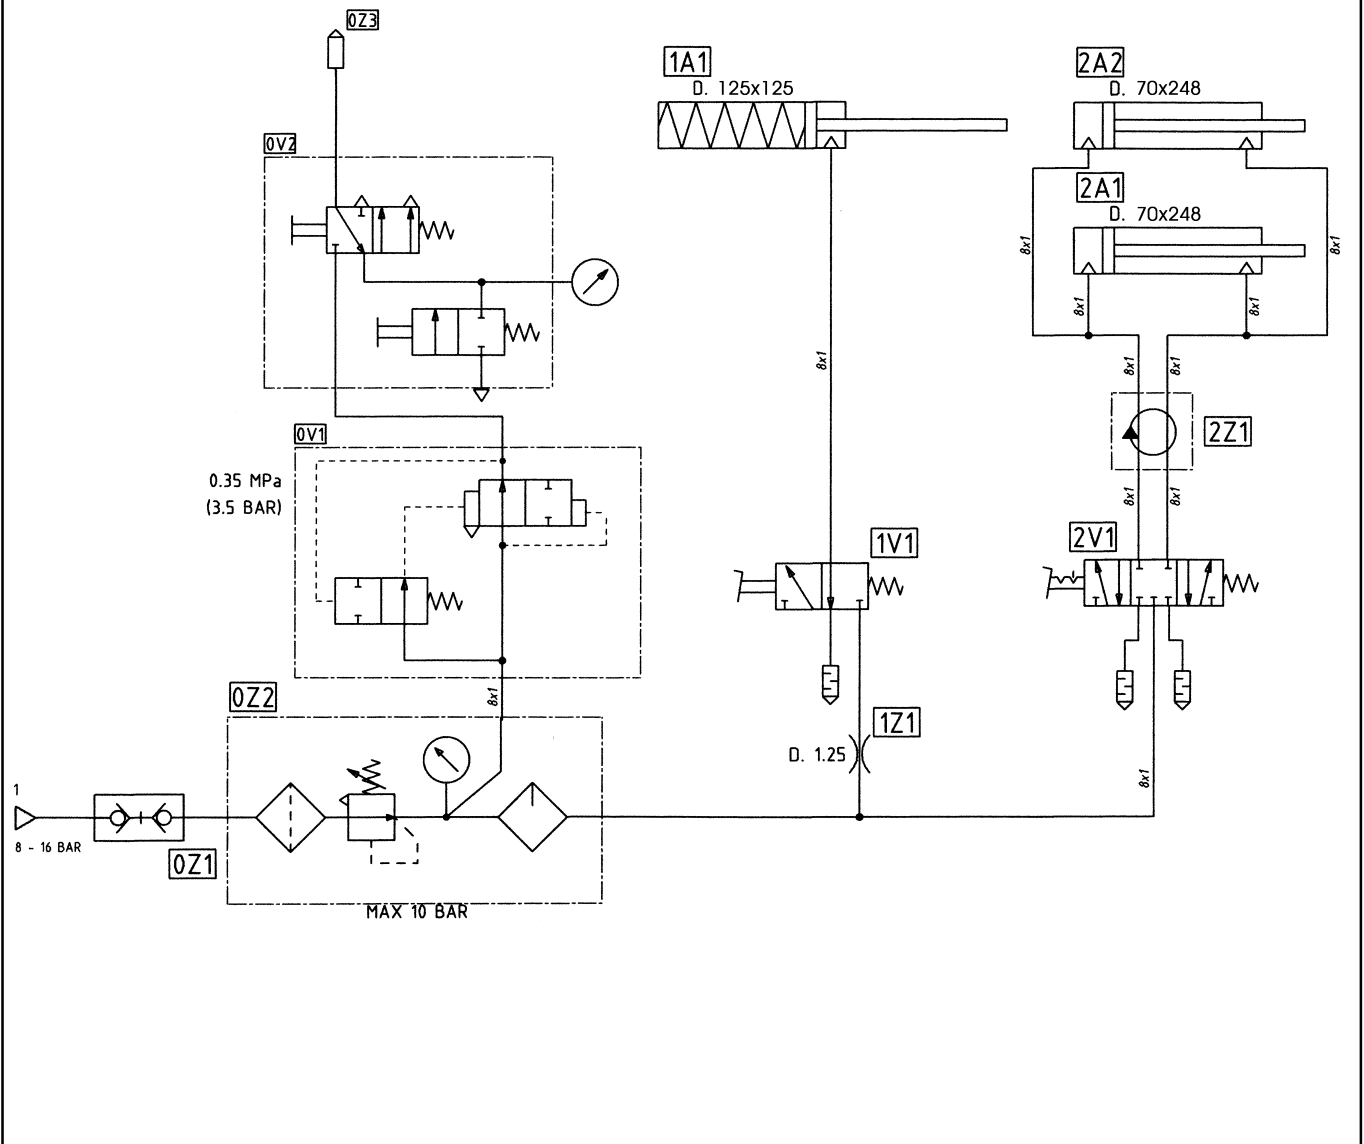 0Z3
1A1
D. 125x125
2A2
D. 70x248
0V2
2A1
D. 70x248
8x1
8x1
8x1
8x1
8x1
8x1
8x1
0V1
2Z1
0.35 MPa
(3.5 BAR)
8x1
8x1
1V1
2V1
0Z2
8x1
1Z1
D. 1.25
8x1
1
8 - 16 BAR
0Z1
MAX 10 BAR